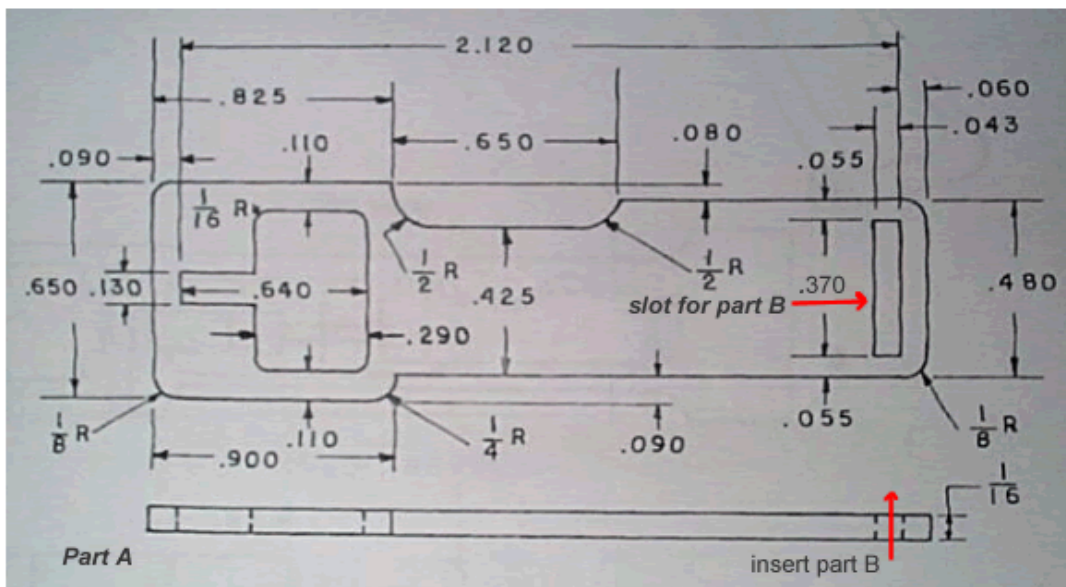 2.120
.825
.060
.650
.080
.043
.090
.110
.055
1/16 R
1/2 R
1/2 R
.650
.130
.640
.425
.370
slot for part B
.480
.290
1/8 R
.110
1/4 R
.055
1/8 R
.900
.090
1/16
Part A
insert part B